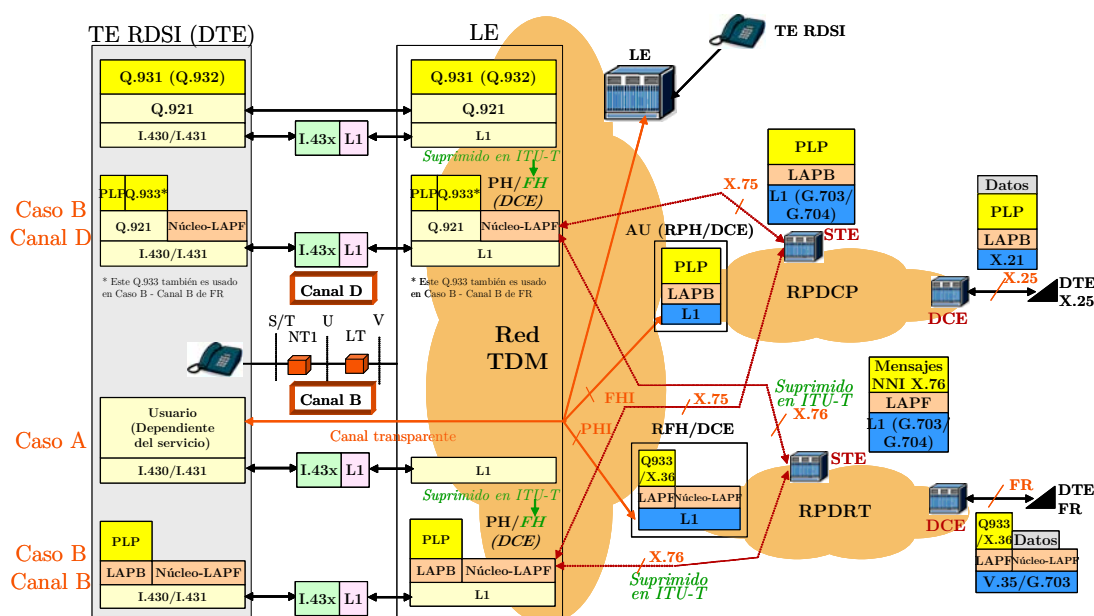 TE RDSI (DTE)
LE
TE RDSI
LE
Q.931 (Q.932)
Q.921
I.430/I.431
I.43x
L1
Q.931 (Q.932)
Q.921
L1
Suprimido en ITU-T
Caso B
Canal D
PLP
Q.933*
Q.921
Núcleo-LAPF
I.430/I.431
I.43x
L1
PLP
Q.933*
PH/FH
(DCE)
Q.921
Núcleo-LAPF
L1
* Este Q.933 también es usado
en Caso B - Canal B de FR
Canal D
* Este Q.933 también es usado
en Caso B - Canal B de FR
S/T
NT1
U
LT
V
Canal B
Red
TDM
X.75
PLP
LAPB
L1 (G.703/
G.704)
STE
AU (RPH/DCE)
PLP
LAPB
L1
RPDCP
Datos
PLP
LAPB
X.21
X.25
DCE
DTE
X.25
Caso A
Usuario
(Dependiente
del servicio)
I.430/I.431
Canal transparente
I.43x
L1
L1
FHI
PHI
X.75
Suprimido
en ITU-T
X.76
Mensajes
NNI X.76
LAPF
L1 (G.703/
G.704)
STE
RFH/DCE
Q933
/X.36
LAPF
Núcleo-LAPF
L1
RPDRT
FR
DCE
DTE
FR
Q933
/X.36
Datos
LAPF
Núcleo-LAPF
V.35/G.703
Suprimido en ITU-T
Caso B
Canal B
PLP
LAPB
Núcleo-LAPF
I.430/I.431
I.43x
L1
PLP
PH/FH
(DCE)
LAPB
Núcleo-LAPF
L1
X.76
Suprimido
en ITU-T